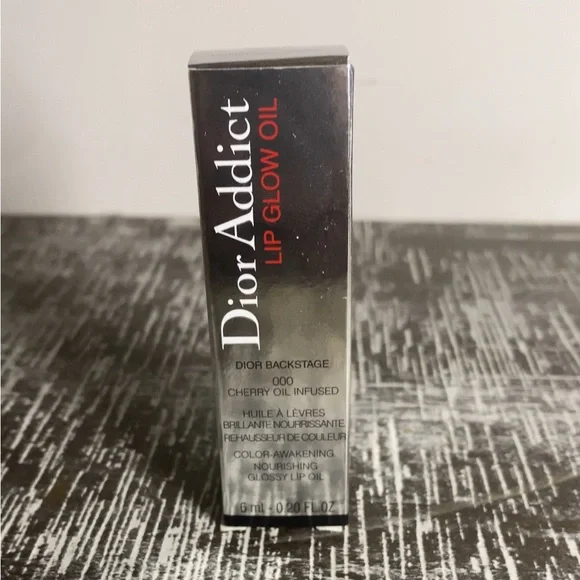 Dior Addict
LIP GLOW OIL
DIOR BACKSTAGE
000
CHERRY OIL INFUSED
HUILE À LÈVRES
BRILLANTE NOURRISSANTE
REHAUSSEUR DE COULEUR
COLOR-AWAKENING
NOURISHING
GLOSSY LIP OIL
6 ml - 0.20 FL OZ